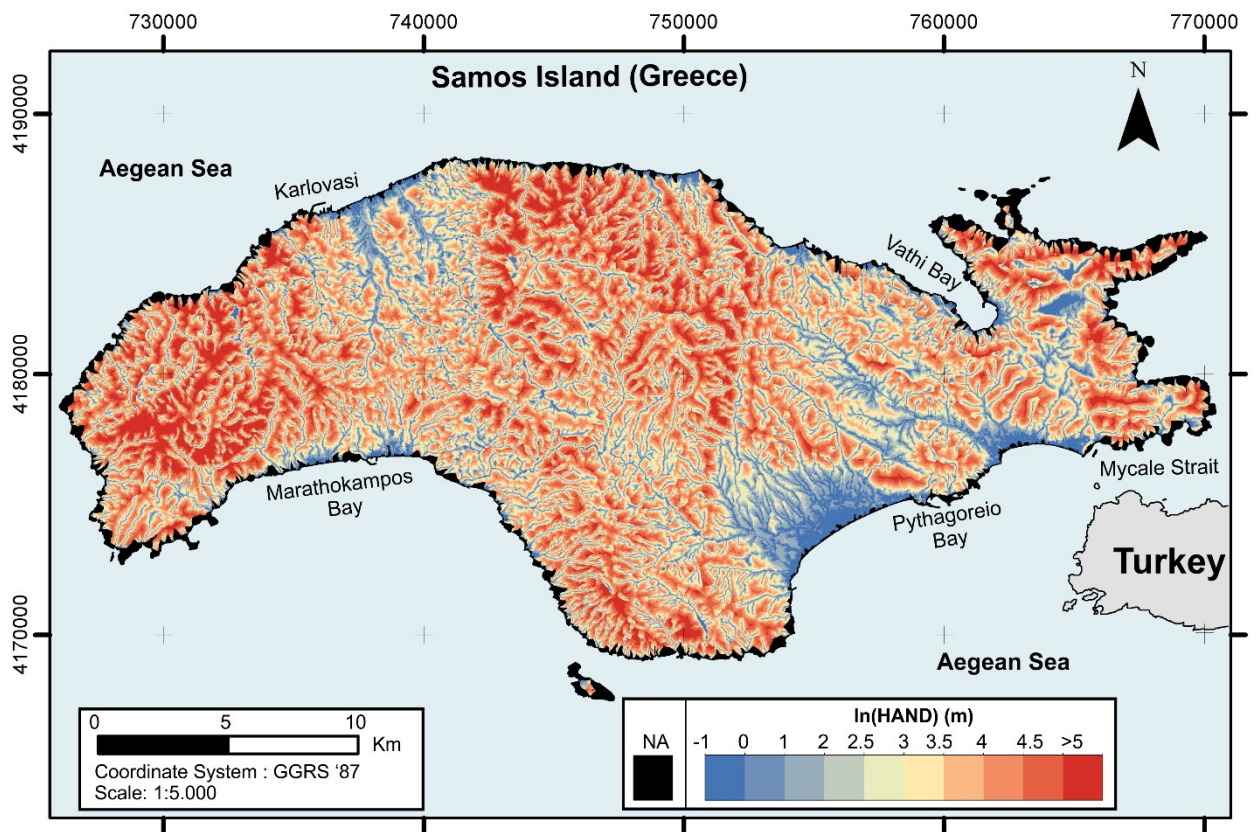 730000 740000 750000 760000 770000
Samos Island (Greece)
N
4190000
Aegean Sea
Karlovasi
Vathi Bay
4180000
Mycale Strait
Marathokampos
Bay
Pythagoreio
Bay
Turkey
4170000
Aegean Sea
0 5 10
Km
Coordinate System : GGRS ‘87
Scale: 1:5.000
ln(HAND) (m)
NA
-1 0 1 2 2.5 3 3.5 4 4.5 >5